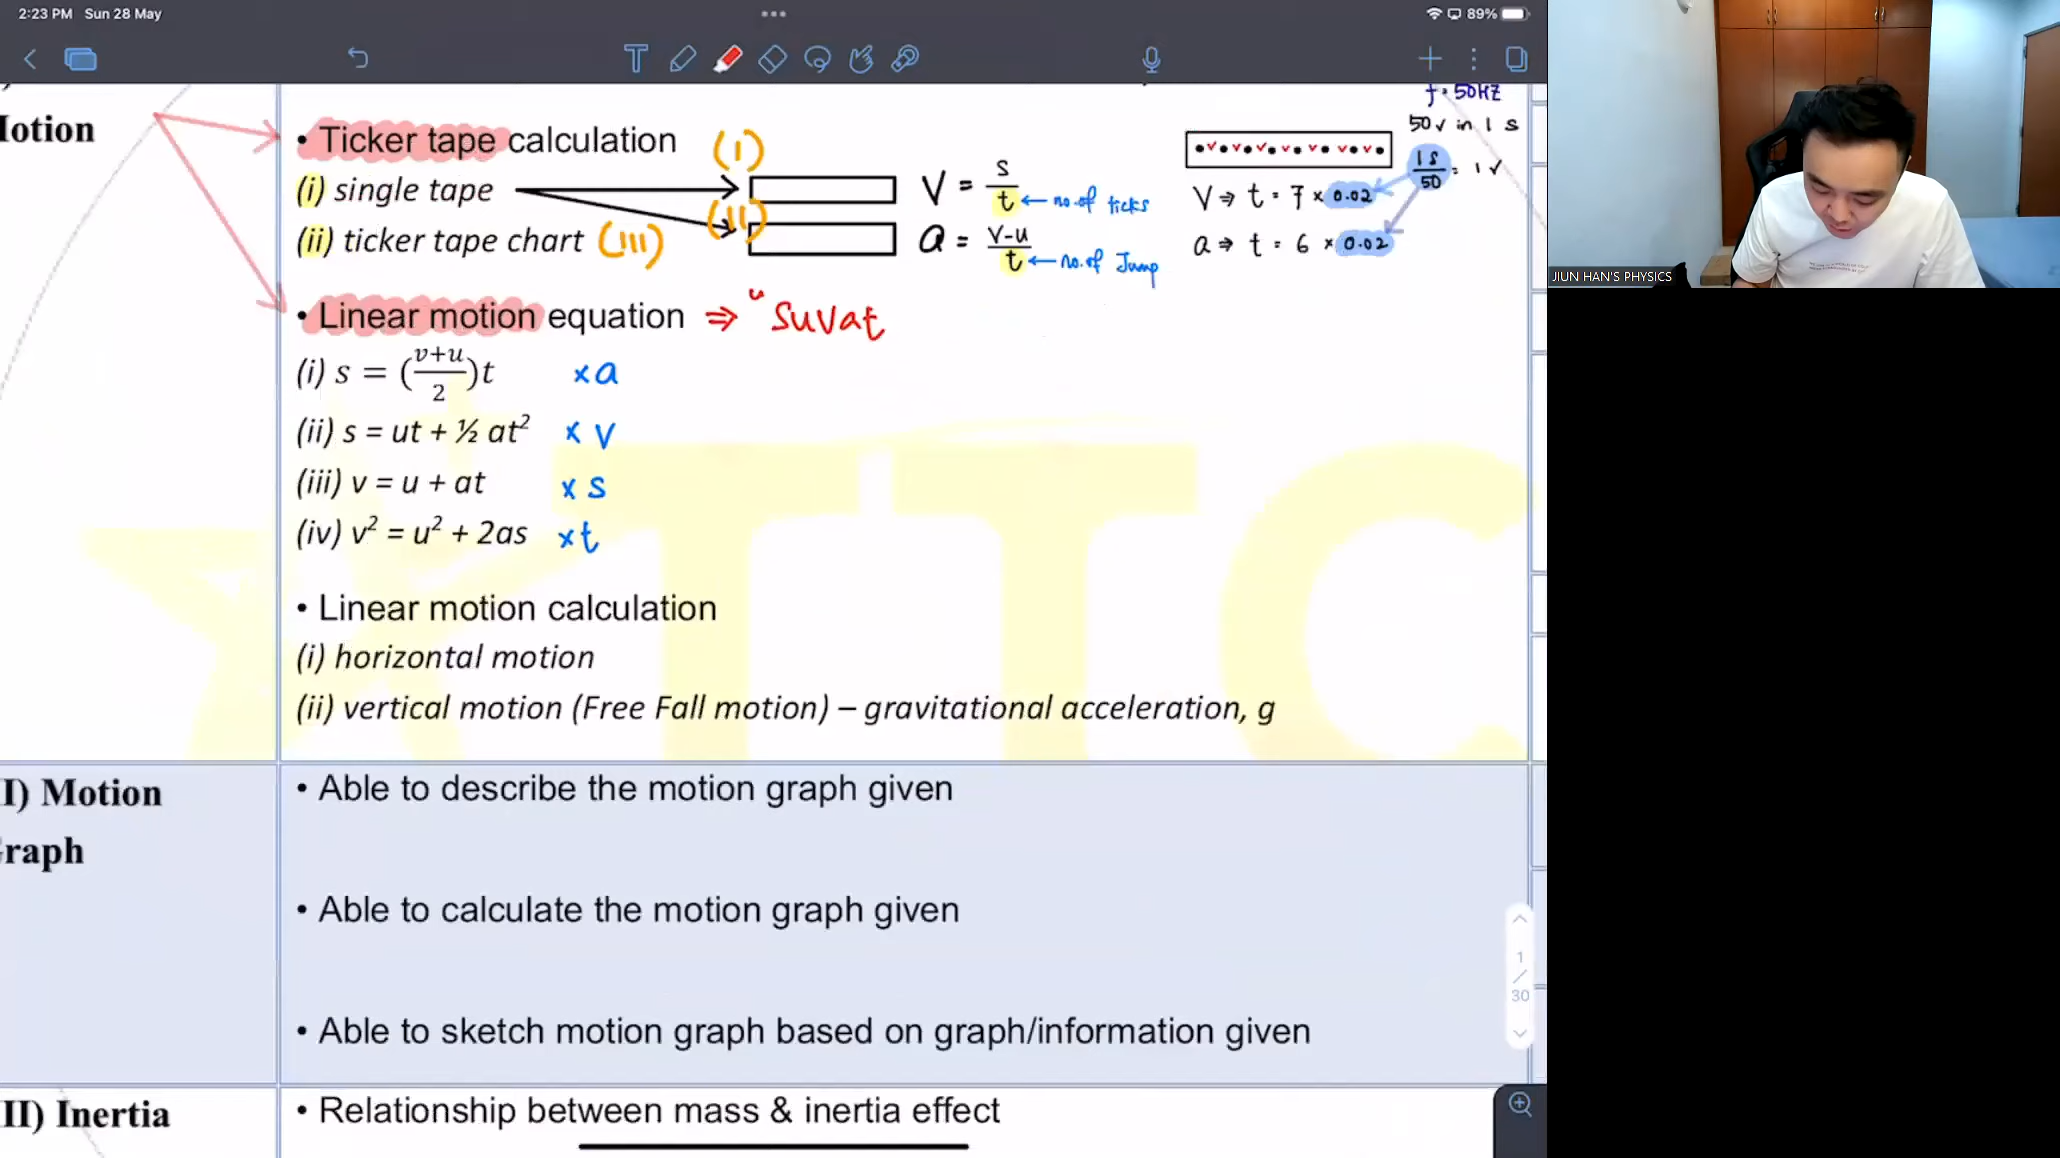 2:23 PM Sun 28 May
89%
f = 50HZ
50✓ in 1 s
1s/50 = 1✓
Motion
• Ticker tape calculation
(I)
(i) single tape
V = s/t ← no. of ticks
V ⇒ t = 7 × 0.02
(II)
(ii) ticker tape chart (III)
a = v-u/t ← no. of Jump
a ⇒ t = 6 × 0.02
• Linear motion equation ⇒ "Suvat
(i) s = (v+u/2)t × a
(ii) s = ut + ½ at² × v
(iii) v = u + at × s
(iv) v² = u² + 2as × t
• Linear motion calculation
(i) horizontal motion
(ii) vertical motion (Free Fall motion) – gravitational acceleration, g
TTC
I) Motion
Graph
• Able to describe the motion graph given
• Able to calculate the motion graph given
• Able to sketch motion graph based on graph/information given
1
/
30
II) Inertia
• Relationship between mass & inertia effect
JIUN HAN'S PHYSICS